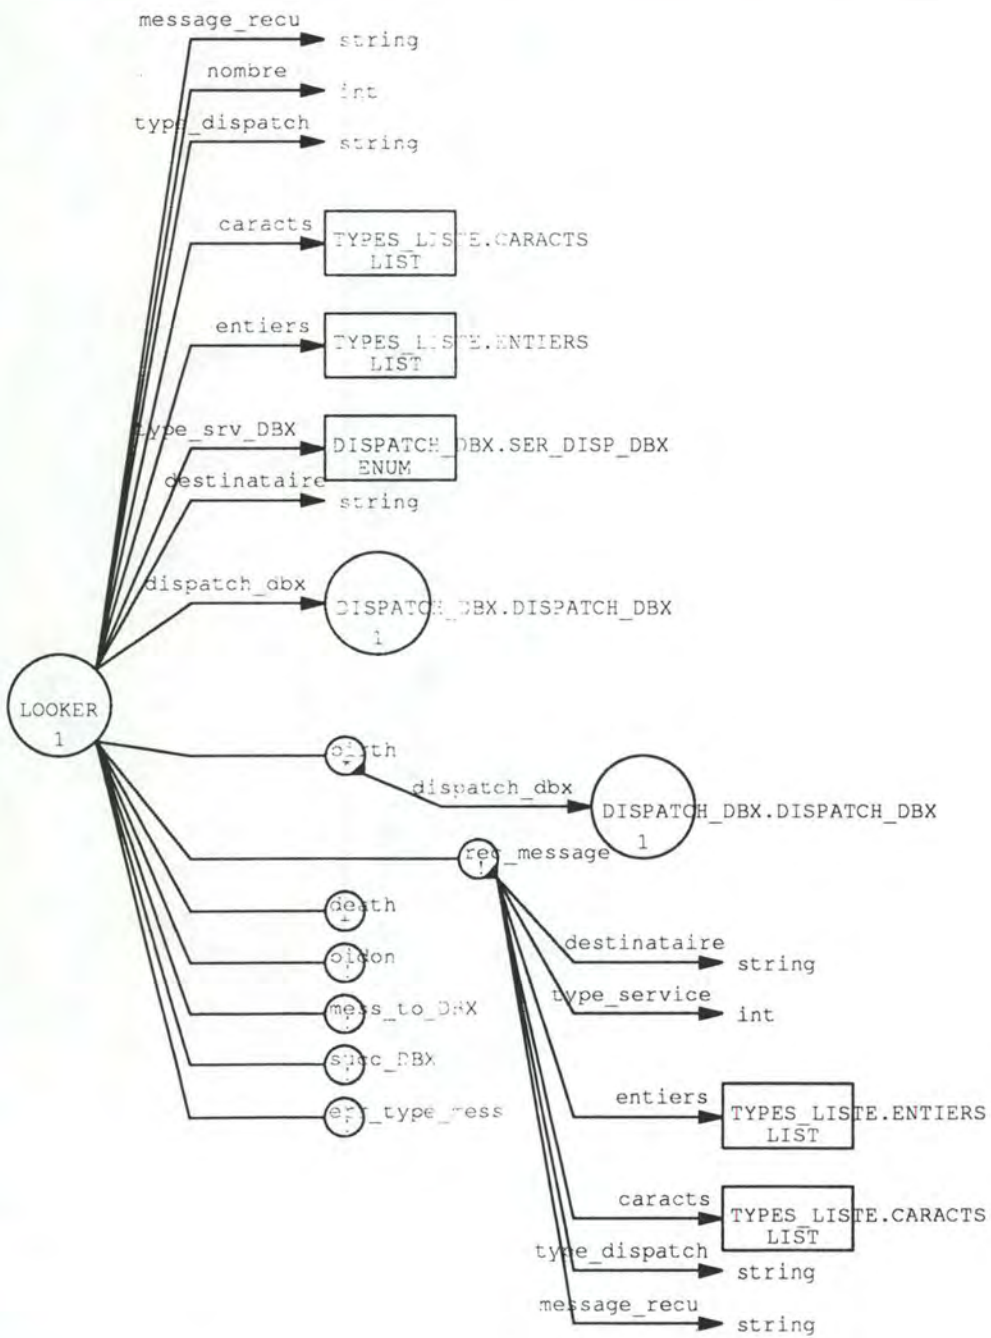 message_recu
string
nombre
int
type_dispatch
string
caracts
TYPES_LISTE.CARACTS
LIST
entiers
TYPES_LISTE.ENTIERS
LIST
type_srv_DBX
DISPATCH_DBX.SER_DISP_DBX
ENUM
destinataire
string
dispatch_dbx
DISPATCH_DBX.DISPATCH_DBX
1
LOOKER
1
birth
dispatch_dbx
DISPATCH_DBX.DISPATCH_DBX
1
rec_message
!
death
bidon
mess_to_DBX
succ_DBX
err_type_mess
destinataire
string
type_service
int
entiers
TYPES_LISTE.ENTIERS
LIST
caracts
TYPES_LISTE.CARACTS
LIST
type_dispatch
string
message_recu
string